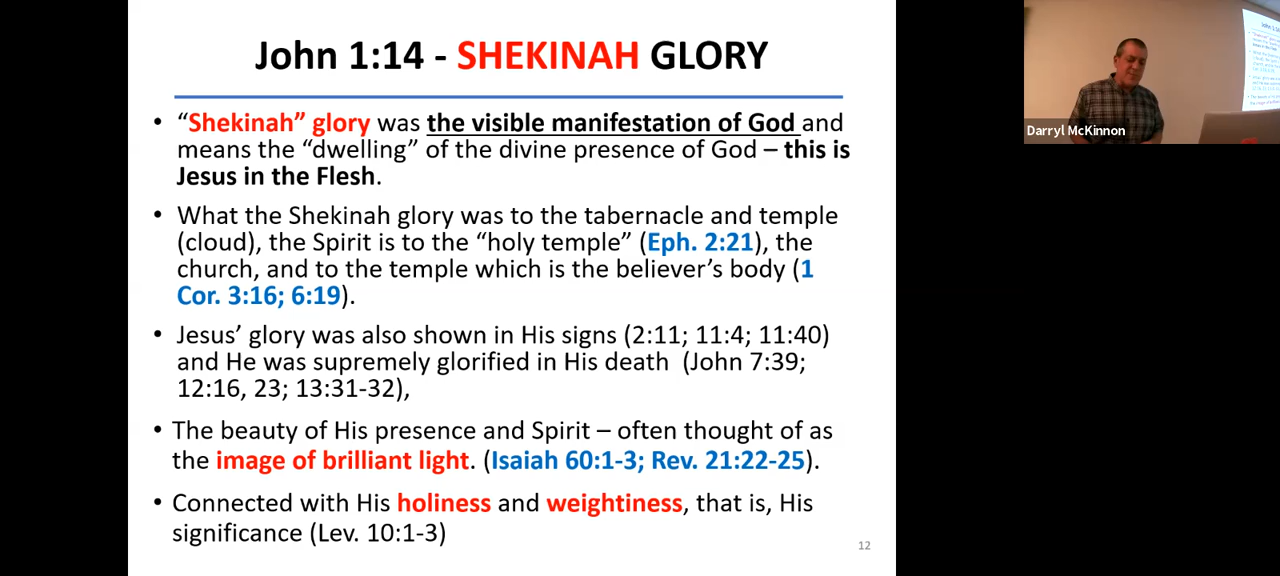 John 1:14 - SHEKINAH GLORY
• “Shekinah” glory was the visible manifestation of God and
means the “dwelling” of the divine presence of God – this is
Jesus in the Flesh.
• What the Shekinah glory was to the tabernacle and temple
(cloud), the Spirit is to the “holy temple” (Eph. 2:21), the
church, and to the temple which is the believer’s body (1
Cor. 3:16; 6:19).
• Jesus’ glory was also shown in His signs (2:11; 11:4; 11:40)
and He was supremely glorified in His death (John 7:39;
12:16, 23; 13:31-32),
• The beauty of His presence and Spirit – often thought of as
the image of brilliant light. (Isaiah 60:1-3; Rev. 21:22-25).
• Connected with His holiness and weightiness, that is, His
significance (Lev. 10:1-3)
12
Darryl McKinnon